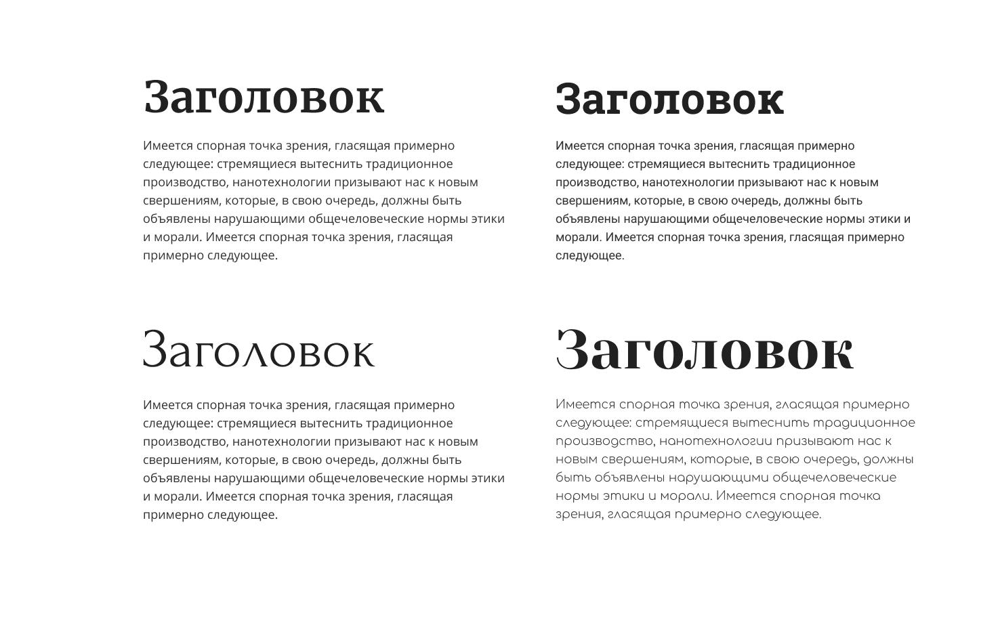 Заголовок
Имеется спорная точка зрения, гласящая примерно
следующее: стремящиеся вытеснить традиционное
производство, нанотехнологии призывают нас к новым
свершениям, которые, в свою очередь, должны быть
объявлены нарушающими общечеловеческие нормы этики
и морали. Имеется спорная точка зрения, гласящая
примерно следующее.
Заголовок
Имеется спорная точка зрения, гласящая примерно
следующее: стремящиеся вытеснить традиционное
производство, нанотехнологии призывают нас к новым
свершениям, которые, в свою очередь, должны быть
объявлены нарушающими общечеловеческие нормы этики и
морали. Имеется спорная точка зрения, гласящая примерно
следующее.
Заголовок
Имеется спорная точка зрения, гласящая примерно
следующее: стремящиеся вытеснить традиционное
производство, нанотехнологии призывают нас к новым
свершениям, которые, в свою очередь, должны быть
объявлены нарушающими общечеловеческие нормы этики
и морали. Имеется спорная точка зрения, гласящая
примерно следующее.
Заголовок
Имеется спорная точка зрения, гласящая примерно
следующее: стремящиеся вытеснить традиционное
производство, нанотехнологии призывают нас к
новым свершениям, которые, в свою очередь, должны
быть объявлены нарушающими общечеловеческие
нормы этики и морали. Имеется спорная точка
зрения, гласящая примерно следующее.